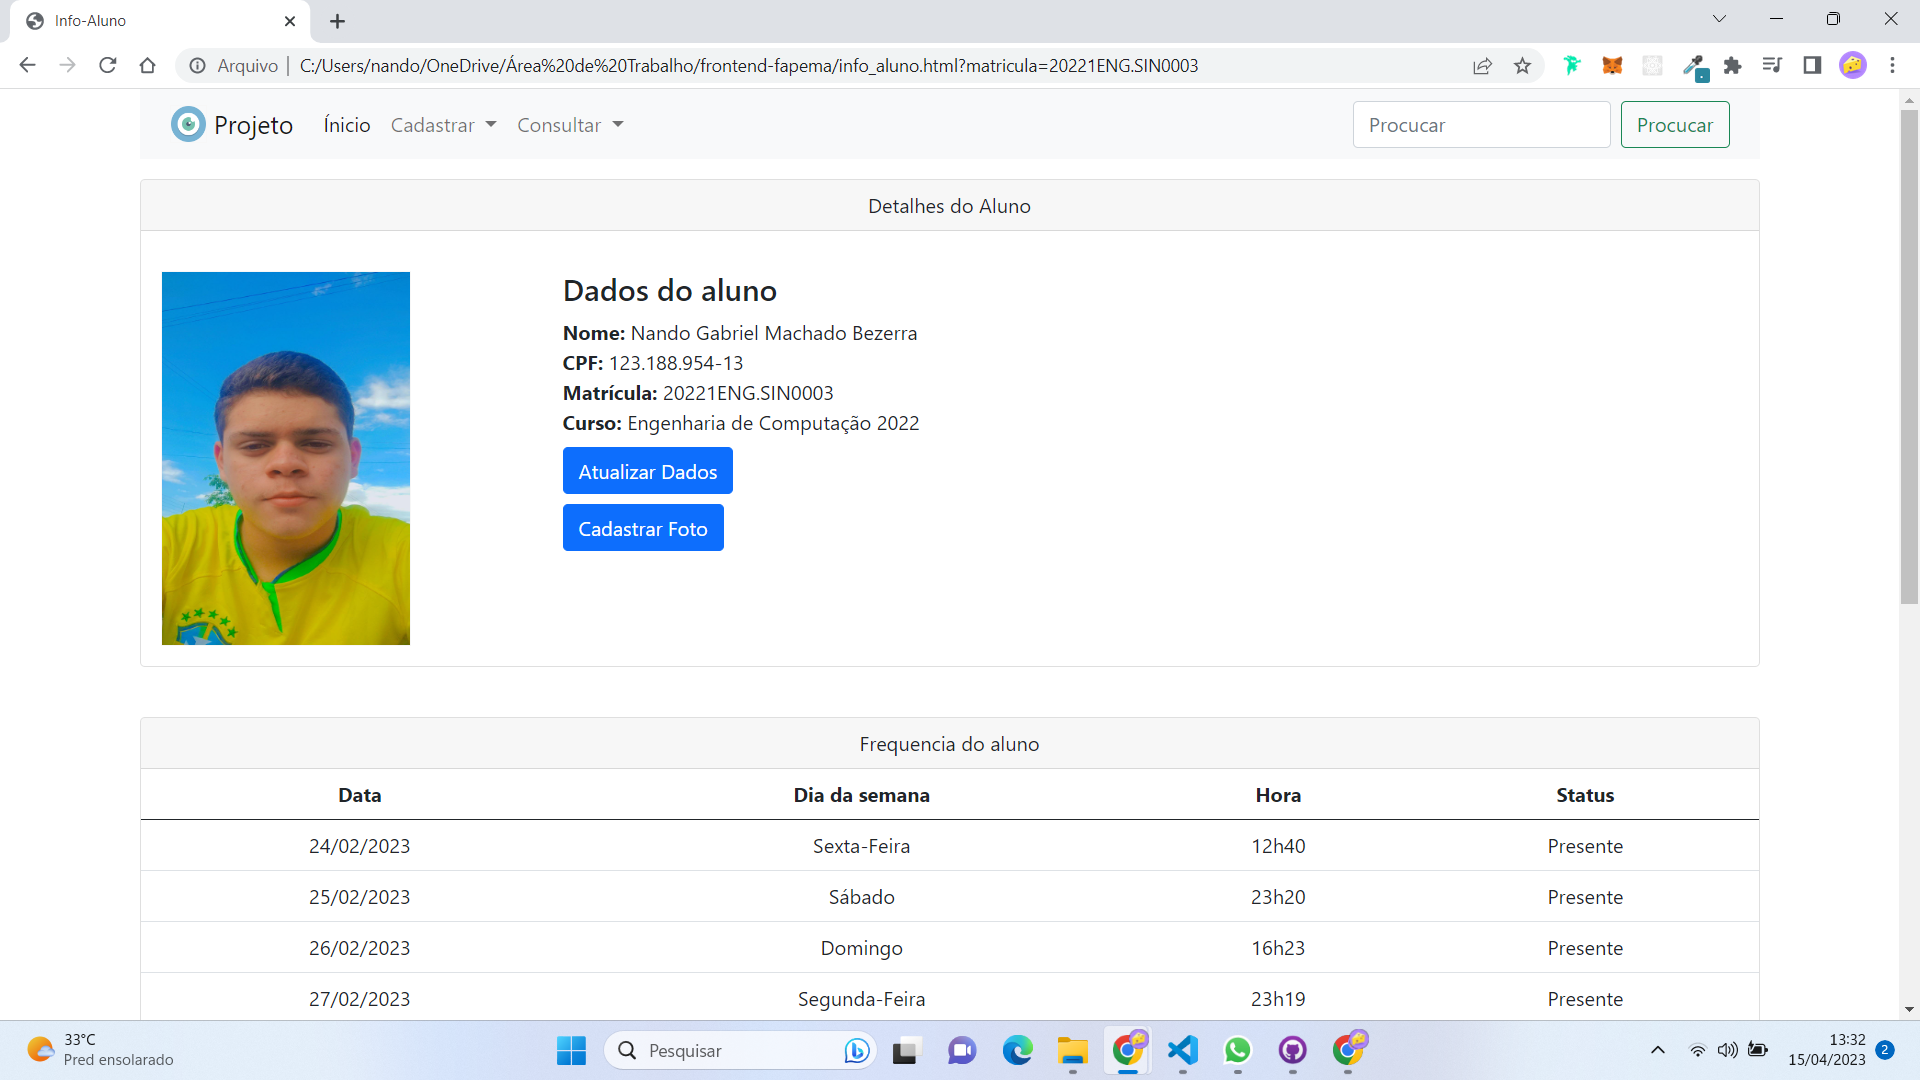 Info-Aluno
Arquivo | C:/Users/nando/OneDrive/Área%20de%20Trabalho/frontend-fapema/info_aluno.html?matricula=20221ENG.SIN0003
Projeto Ínicio Cadastrar Consultar Procucar Procucar
Detalhes do Aluno
Dados do aluno
Nome: Nando Gabriel Machado Bezerra
CPF: 123.188.954-13
Matrícula: 20221ENG.SIN0003
Curso: Engenharia de Computação 2022
Atualizar Dados
Cadastrar Foto
Frequencia do aluno
Data Dia da semana Hora Status
24/02/2023 Sexta-Feira 12h40 Presente
25/02/2023 Sábado 23h20 Presente
26/02/2023 Domingo 16h23 Presente
27/02/2023 Segunda-Feira 23h19 Presente
33°C
Pred ensolarado
Pesquisar
13:32
15/04/2023
2